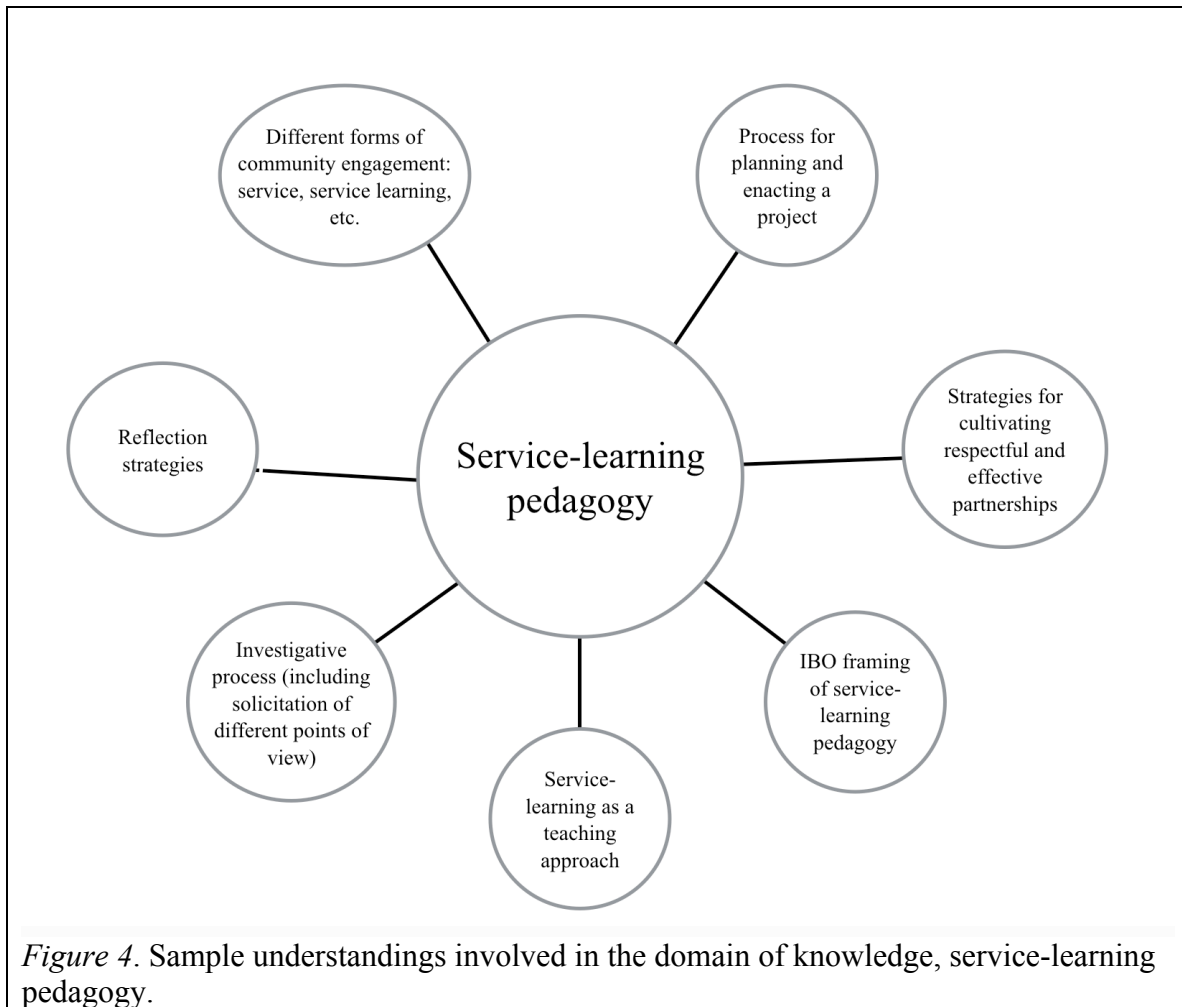 Different forms of
community engagement:
service, service learning,
etc.
Process for
planning and
enacting a
project
Reflection
strategies
Service-learning
pedagogy
Strategies for
cultivating
respectful and
effective
partnerships
Investigative
process (including
solicitation of
different points of
view)
Service-
learning as a
teaching
approach
IBO framing
of service-
learning
pedagogy
Figure 4. Sample understandings involved in the domain of knowledge, service-learning
pedagogy.